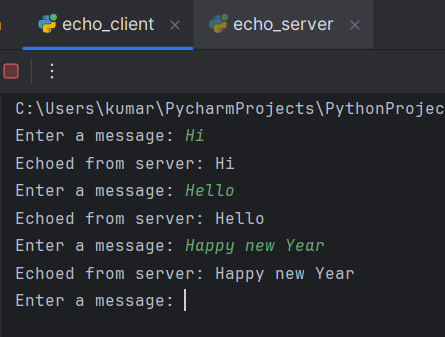 echo_client × echo_server ×
C:\Users\kumar\PycharmProjects\PythonProjec
Enter a message: Hi
Echoed from server: Hi
Enter a message: Hello
Echoed from server: Hello
Enter a message: Happy new Year
Echoed from server: Happy new Year
Enter a message: